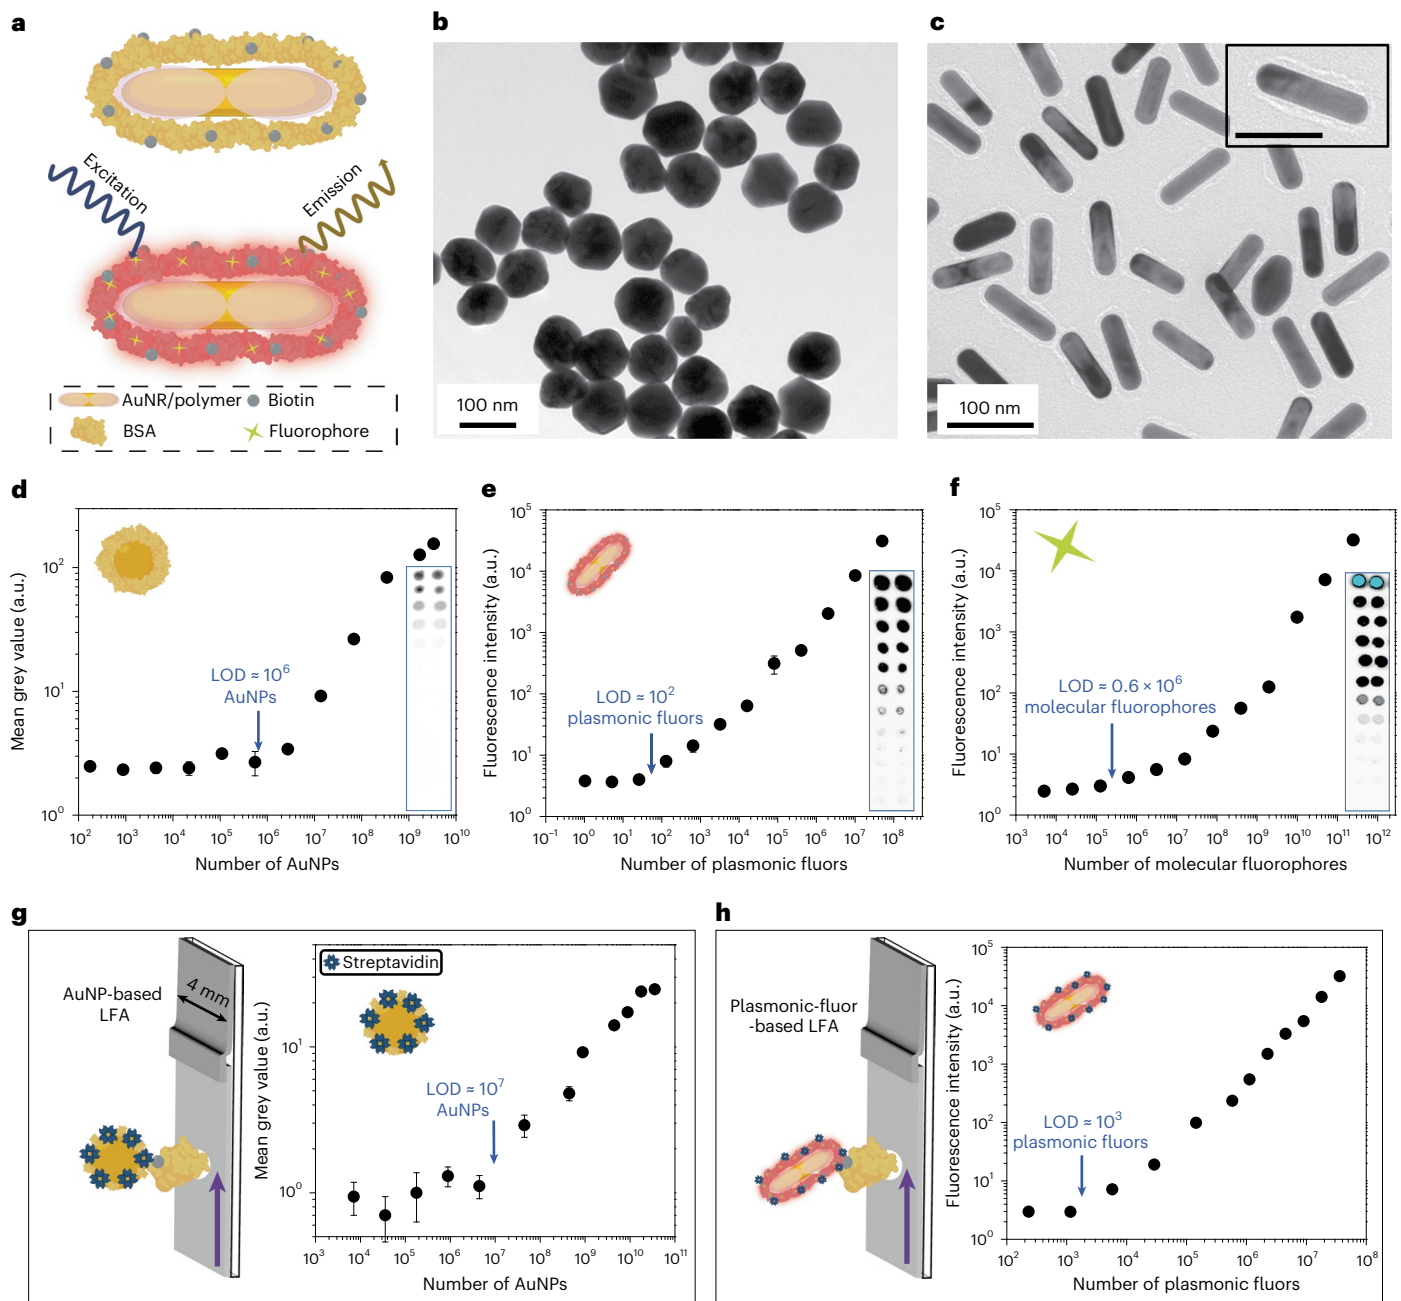 a
Excitation
Emission
AuNR/polymer
Biotin
BSA
Fluorophore
b
100 nm
c
100 nm
d
Mean grey value (a.u.)
10²
10¹
10⁰
LOD ≈ 10⁶
AuNPs
10² 10³ 10⁴ 10⁵ 10⁶ 10⁷ 10⁸ 10⁹ 10¹⁰
Number of AuNPs
e
Fluorescence intensity (a.u.)
10⁵
10⁴
10³
10²
10¹
10⁰
LOD ≈ 10²
plasmonic fluors
10⁻¹ 10⁰ 10¹ 10² 10³ 10⁴ 10⁵ 10⁶ 10⁷ 10⁸
Number of plasmonic fluors
f
Fluorescence intensity (a.u.)
10⁵
10⁴
10³
10²
10¹
10⁰
LOD ≈ 0.6 × 10⁶
molecular fluorophores
10³ 10⁴ 10⁵ 10⁶ 10⁷ 10⁸ 10⁹ 10¹⁰ 10¹¹ 10¹²
Number of molecular fluorophores
g
AuNP-based
LFA
4 mm
Mean grey value (a.u.)
10¹
10⁰
Streptavidin
LOD ≈ 10⁷
AuNPs
10³ 10⁴ 10⁵ 10⁶ 10⁷ 10⁸ 10⁹ 10¹⁰ 10¹¹
Number of AuNPs
h
Plasmonic-fluor
-based LFA
Fluorescence intensity (a.u.)
10⁵
10⁴
10³
10²
10¹
10⁰
LOD ≈ 10³
plasmonic fluors
10² 10³ 10⁴ 10⁵ 10⁶ 10⁷ 10⁸
Number of plasmonic fluors